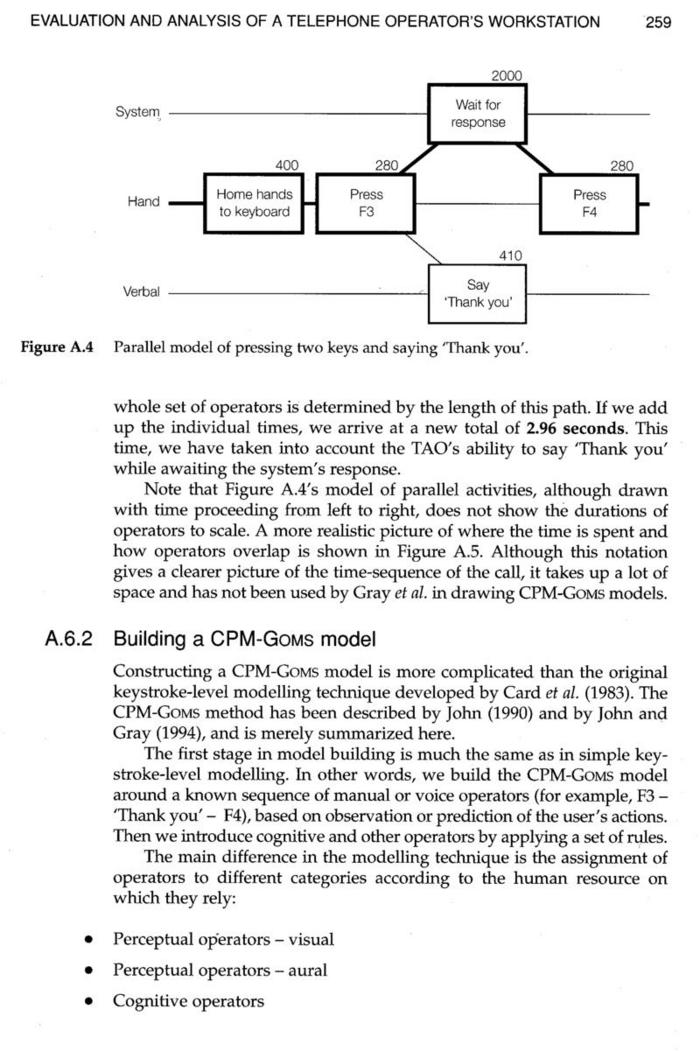 EVALUATION AND ANALYSIS OF A TELEPHONE OPERATOR'S WORKSTATION 259
2000
System
Wait for
response
400
280
280
Hand
Home hands
to keyboard
Press
F3
Press
F4
410
Verbal
Say
'Thank you'
Figure A.4 Parallel model of pressing two keys and saying 'Thank you'.
whole set of operators is determined by the length of this path. If we add
up the individual times, we arrive at a new total of 2.96 seconds. This
time, we have taken into account the TAO's ability to say 'Thank you'
while awaiting the system's response.
Note that Figure A.4's model of parallel activities, although drawn
with time proceeding from left to right, does not show the durations of
operators to scale. A more realistic picture of where the time is spent and
how operators overlap is shown in Figure A.5. Although this notation
gives a clearer picture of the time-sequence of the call, it takes up a lot of
space and has not been used by Gray et al. in drawing CPM-GOMS models.
A.6.2 Building a CPM-GOMS model
Constructing a CPM-GOMS model is more complicated than the original
keystroke-level modelling technique developed by Card et al. (1983). The
CPM-GOMS method has been described by John (1990) and by John and
Gray (1994), and is merely summarized here.
The first stage in model building is much the same as in simple key-
stroke-level modelling. In other words, we build the CPM-GOMS model
around a known sequence of manual or voice operators (for example, F3 –
'Thank you' – F4), based on observation or prediction of the user's actions.
Then we introduce cognitive and other operators by applying a set of rules.
The main difference in the modelling technique is the assignment of
operators to different categories according to the human resource on
which they rely:
• Perceptual operators – visual
• Perceptual operators – aural
• Cognitive operators